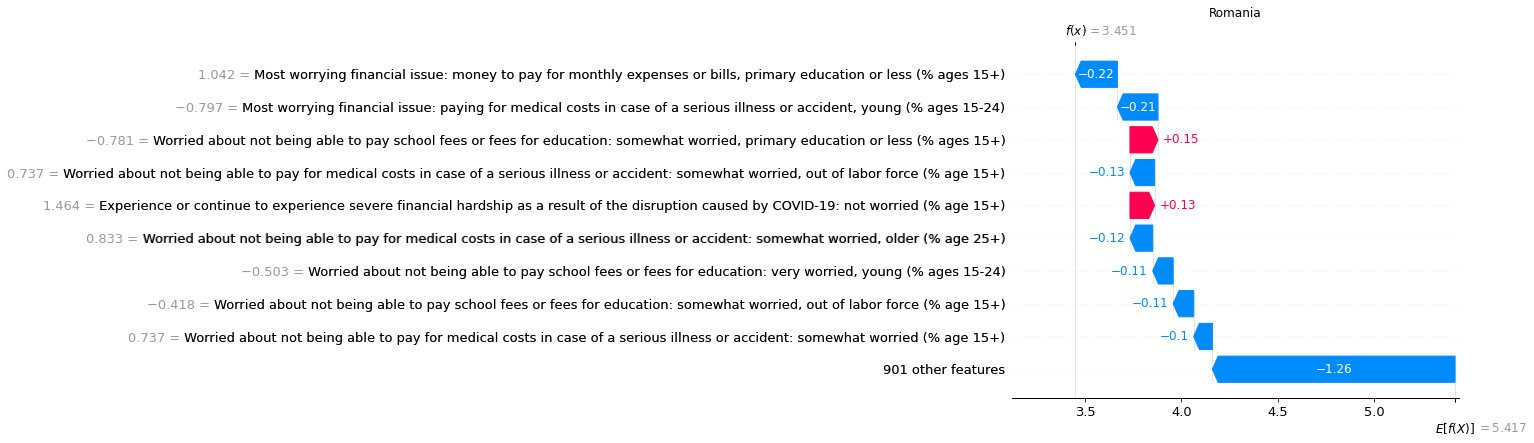 Romania
f(x) = 3.451
1.042 = Most worrying financial issue: money to pay for monthly expenses or bills, primary education or less (% ages 15+)
−0.22
−0.797 = Most worrying financial issue: paying for medical costs in case of a serious illness or accident, young (% ages 15-24)
−0.21
−0.781 = Worried about not being able to pay school fees or fees for education: somewhat worried, primary education or less (% ages 15+)
+0.15
0.737 = Worried about not being able to pay for medical costs in case of a serious illness or accident: somewhat worried, out of labor force (% age 15+)
−0.13
1.464 = Experience or continue to experience severe financial hardship as a result of the disruption caused by COVID-19: not worried (% age 15+)
+0.13
0.833 = Worried about not being able to pay for medical costs in case of a serious illness or accident: somewhat worried, older (% age 25+)
−0.12
−0.503 = Worried about not being able to pay school fees or fees for education: very worried, young (% ages 15-24)
−0.11
−0.418 = Worried about not being able to pay school fees or fees for education: somewhat worried, out of labor force (% age 15+)
−0.11
0.737 = Worried about not being able to pay for medical costs in case of a serious illness or accident: somewhat worried (% age 15+)
−0.1
901 other features
−1.26
3.5 4.0 4.5 5.0
E[f(X)] = 5.417